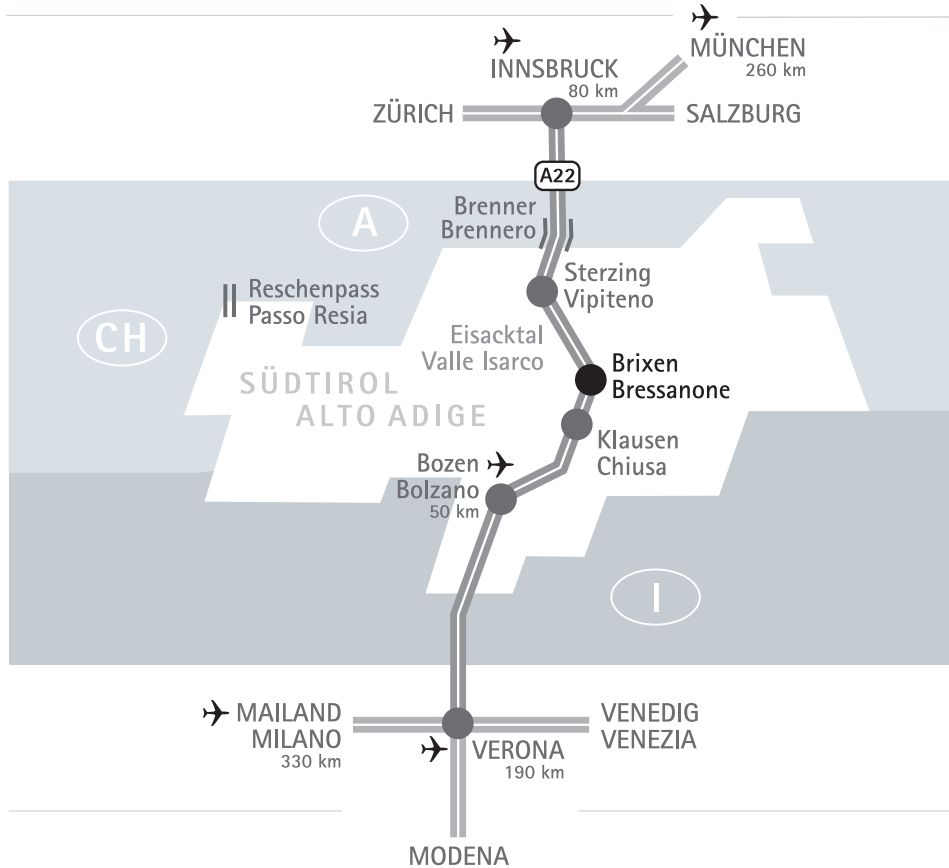 MÜNCHEN
260 km
INNSBRUCK
80 km
ZÜRICH
SALZBURG
A22
A
Brenner
Brennero
Sterzing
Vipiteno
Reschenpass
Passo Resia
CH
Eisacktal
Valle Isarco
Brixen
Bressanone
SÜDTIROL
ALTO ADIGE
Klausen
Chiusa
Bozen
Bolzano
50 km
I
MAILAND
MILANO
330 km
VERONA
190 km
VENEDIG
VENEZIA
MODENA